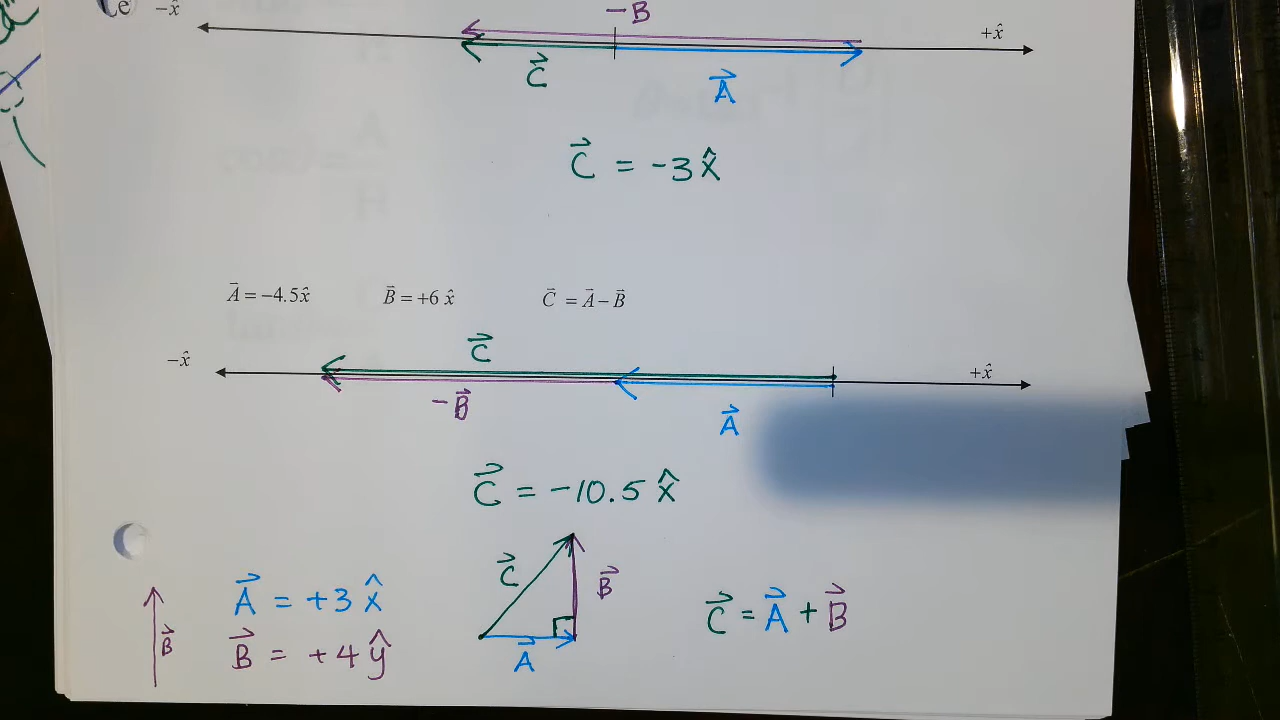 -x̂
-B
+x̂
C⃗
A⃗
C⃗ = -3 x̂
A⃗ = -4.5x̂ B⃗ = +6 x̂ C⃗ = A⃗ - B⃗
C⃗
-x̂
+x̂
-B⃗
A⃗
C⃗ = -10.5 x̂
C⃗
B⃗
A⃗ = +3 x̂
C⃗ = A⃗ + B⃗
B⃗
B⃗ = +4 ŷ
A⃗